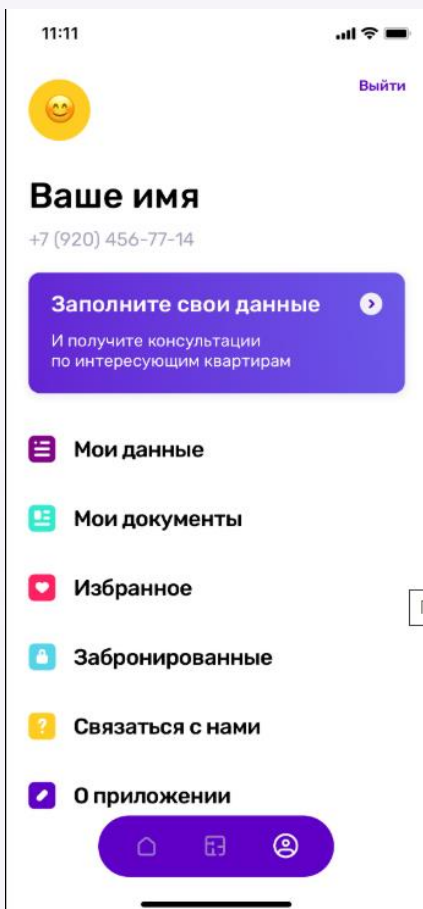 11:11
Выйти
Ваше имя
+7 (920) 456-77-14
Заполните свои данные
И получите консультации
по интересующим квартирам
Мои данные
Мои документы
Избранное
Забронированные
Связаться с нами
О приложении